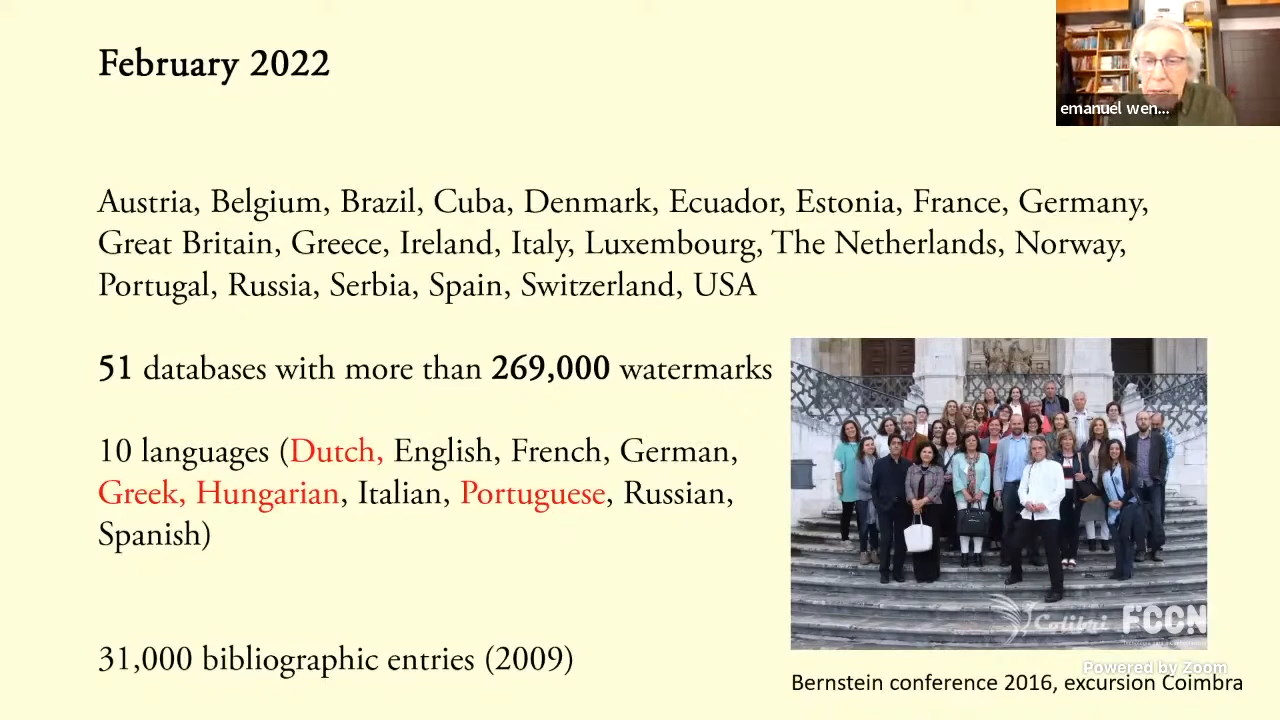 February 2022
emanuel wen...
Austria, Belgium, Brazil, Cuba, Denmark, Ecuador, Estonia, France, Germany,
Great Britain, Greece, Ireland, Italy, Luxembourg, The Netherlands, Norway,
Portugal, Russia, Serbia, Spain, Switzerland, USA
51 databases with more than 269,000 watermarks
10 languages (Dutch, English, French, German,
Greek, Hungarian, Italian, Portuguese, Russian,
Spanish)
31,000 bibliographic entries (2009)
Colibri FCCN
Powered by Zoom
Bernstein conference 2016, excursion Coimbra